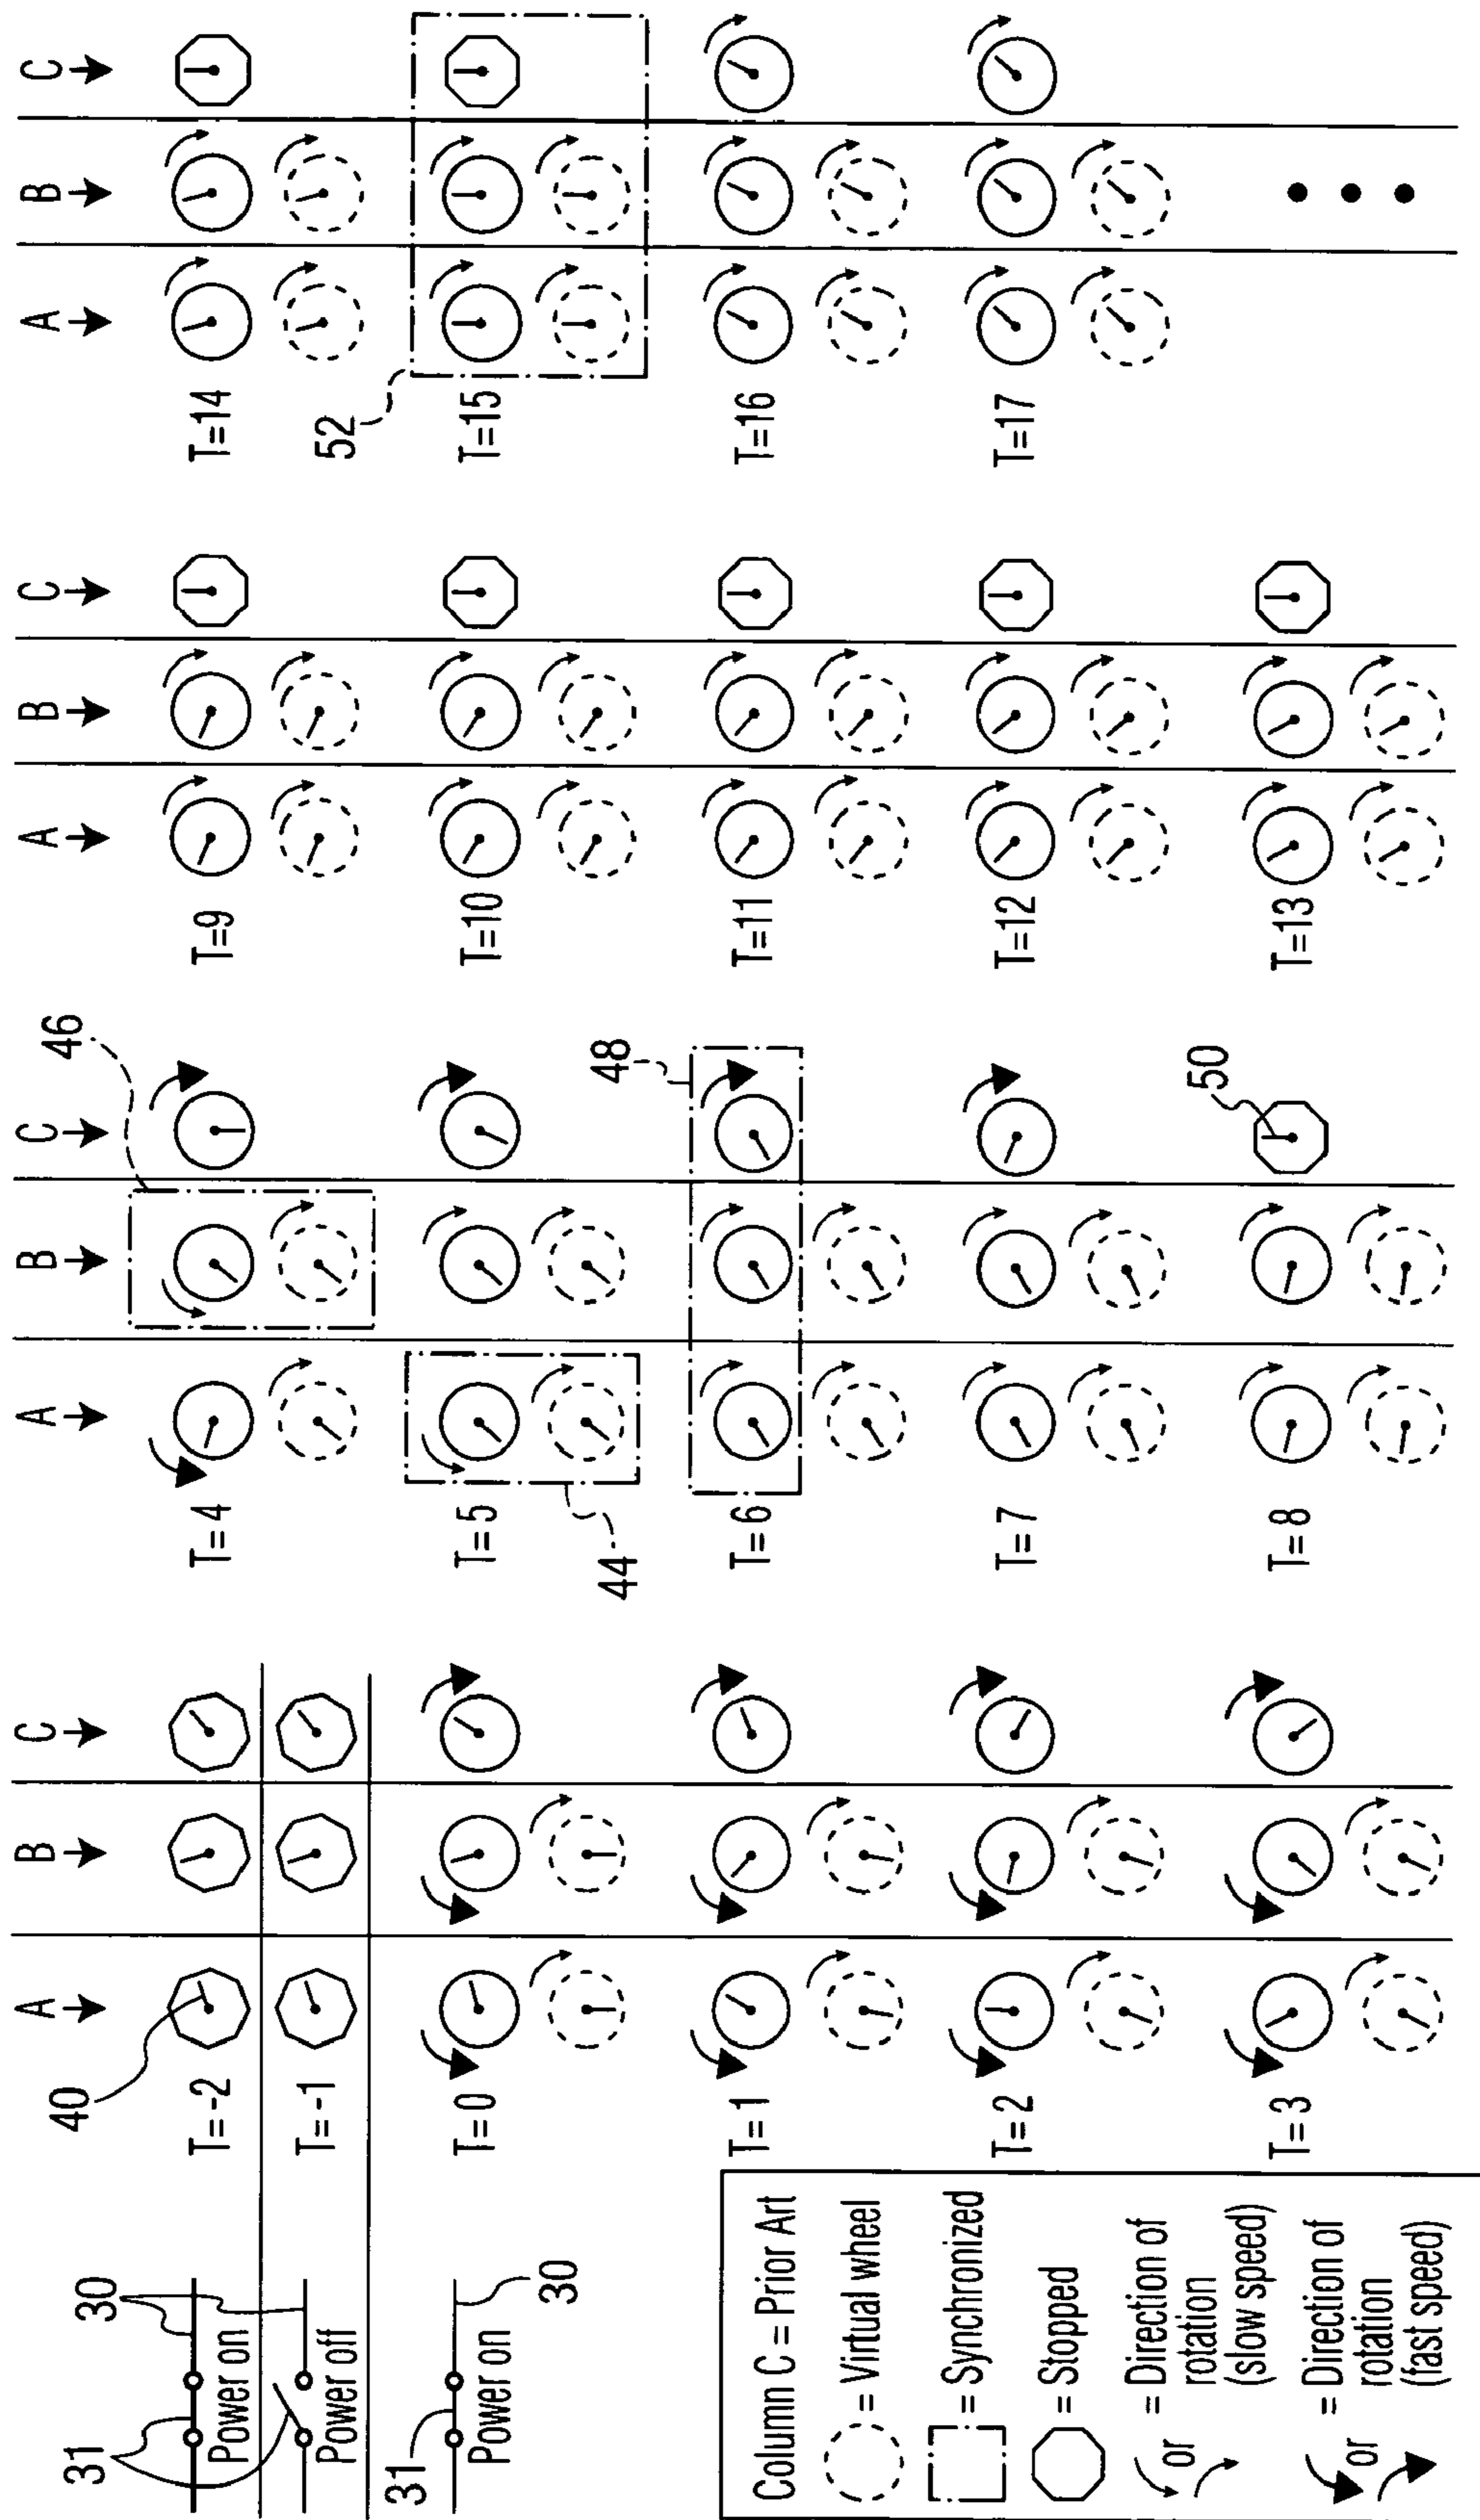 31
30
Power on
Power off
31
30
Power on
Column C = Prior Art
= Virtual wheel
= Synchronized
= Stopped
or
= Direction of
rotation
(slow speed)
or
= Direction of
rotation
(fast speed)
A B C
40
T= -2
T= -1
T= 0
T= 1
T= 2
T= 3
A B C
46
T= 4
T= 5
44
48
T= 6
T=7
50
T= 8
A B C
T=9
T=10
T=11
T=12
T=13
A B C
T=14
52
T=15
T=16
T=17